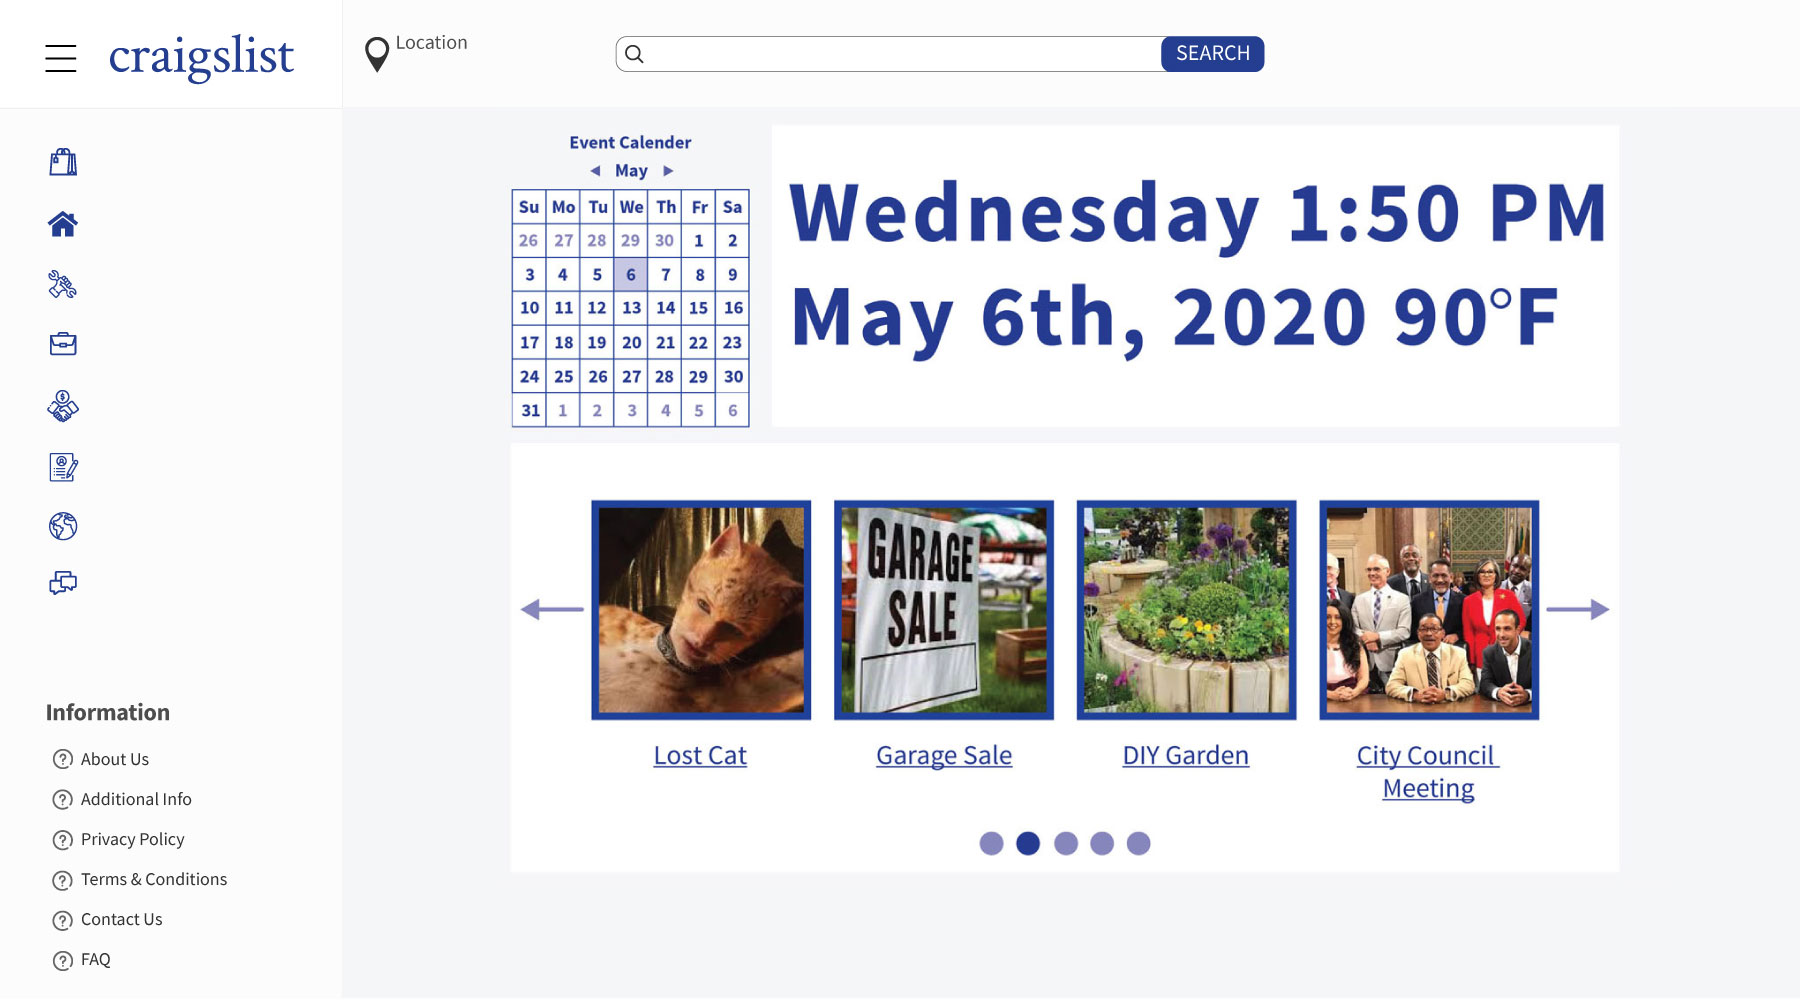 craigslist
Location
SEARCH
Event Calender
May
Su Mo Tu We Th Fr Sa
26 27 28 29 30 1 2
3 4 5 6 7 8 9
10 11 12 13 14 15 16
17 18 19 20 21 22 23
24 25 26 27 28 29 30
31 1 2 3 4 5 6
Wednesday 1:50 PM
May 6th, 2020 90°F
GARAGE
SALE
Lost Cat
Garage Sale
DIY Garden
City Council
Meeting
Information
About Us
Additional Info
Privacy Policy
Terms & Conditions
Contact Us
FAQ